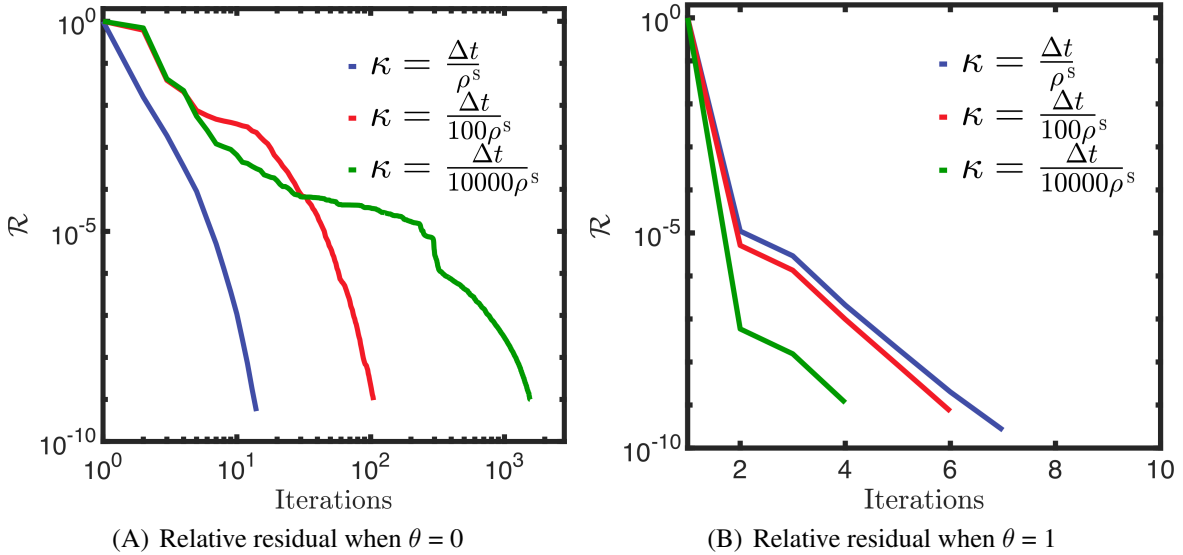 10^0
10^-5
10^-10
ℛ
κ = Δt/ρ^s
κ = Δt/100ρ^s
κ = Δt/10000ρ^s
10^0 10^1 10^2 10^3
Iterations
(A) Relative residual when θ = 0
10^0
10^-5
10^-10
ℛ
κ = Δt/ρ^s
κ = Δt/100ρ^s
κ = Δt/10000ρ^s
2 4 6 8 10
Iterations
(B) Relative residual when θ = 1